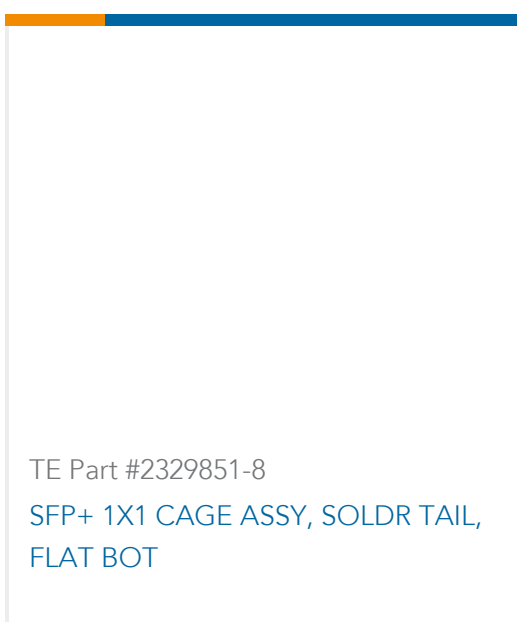 TE Part #2329851-8
SFP+ 1X1 CAGE ASSY, SOLDR TAIL,
FLAT BOT